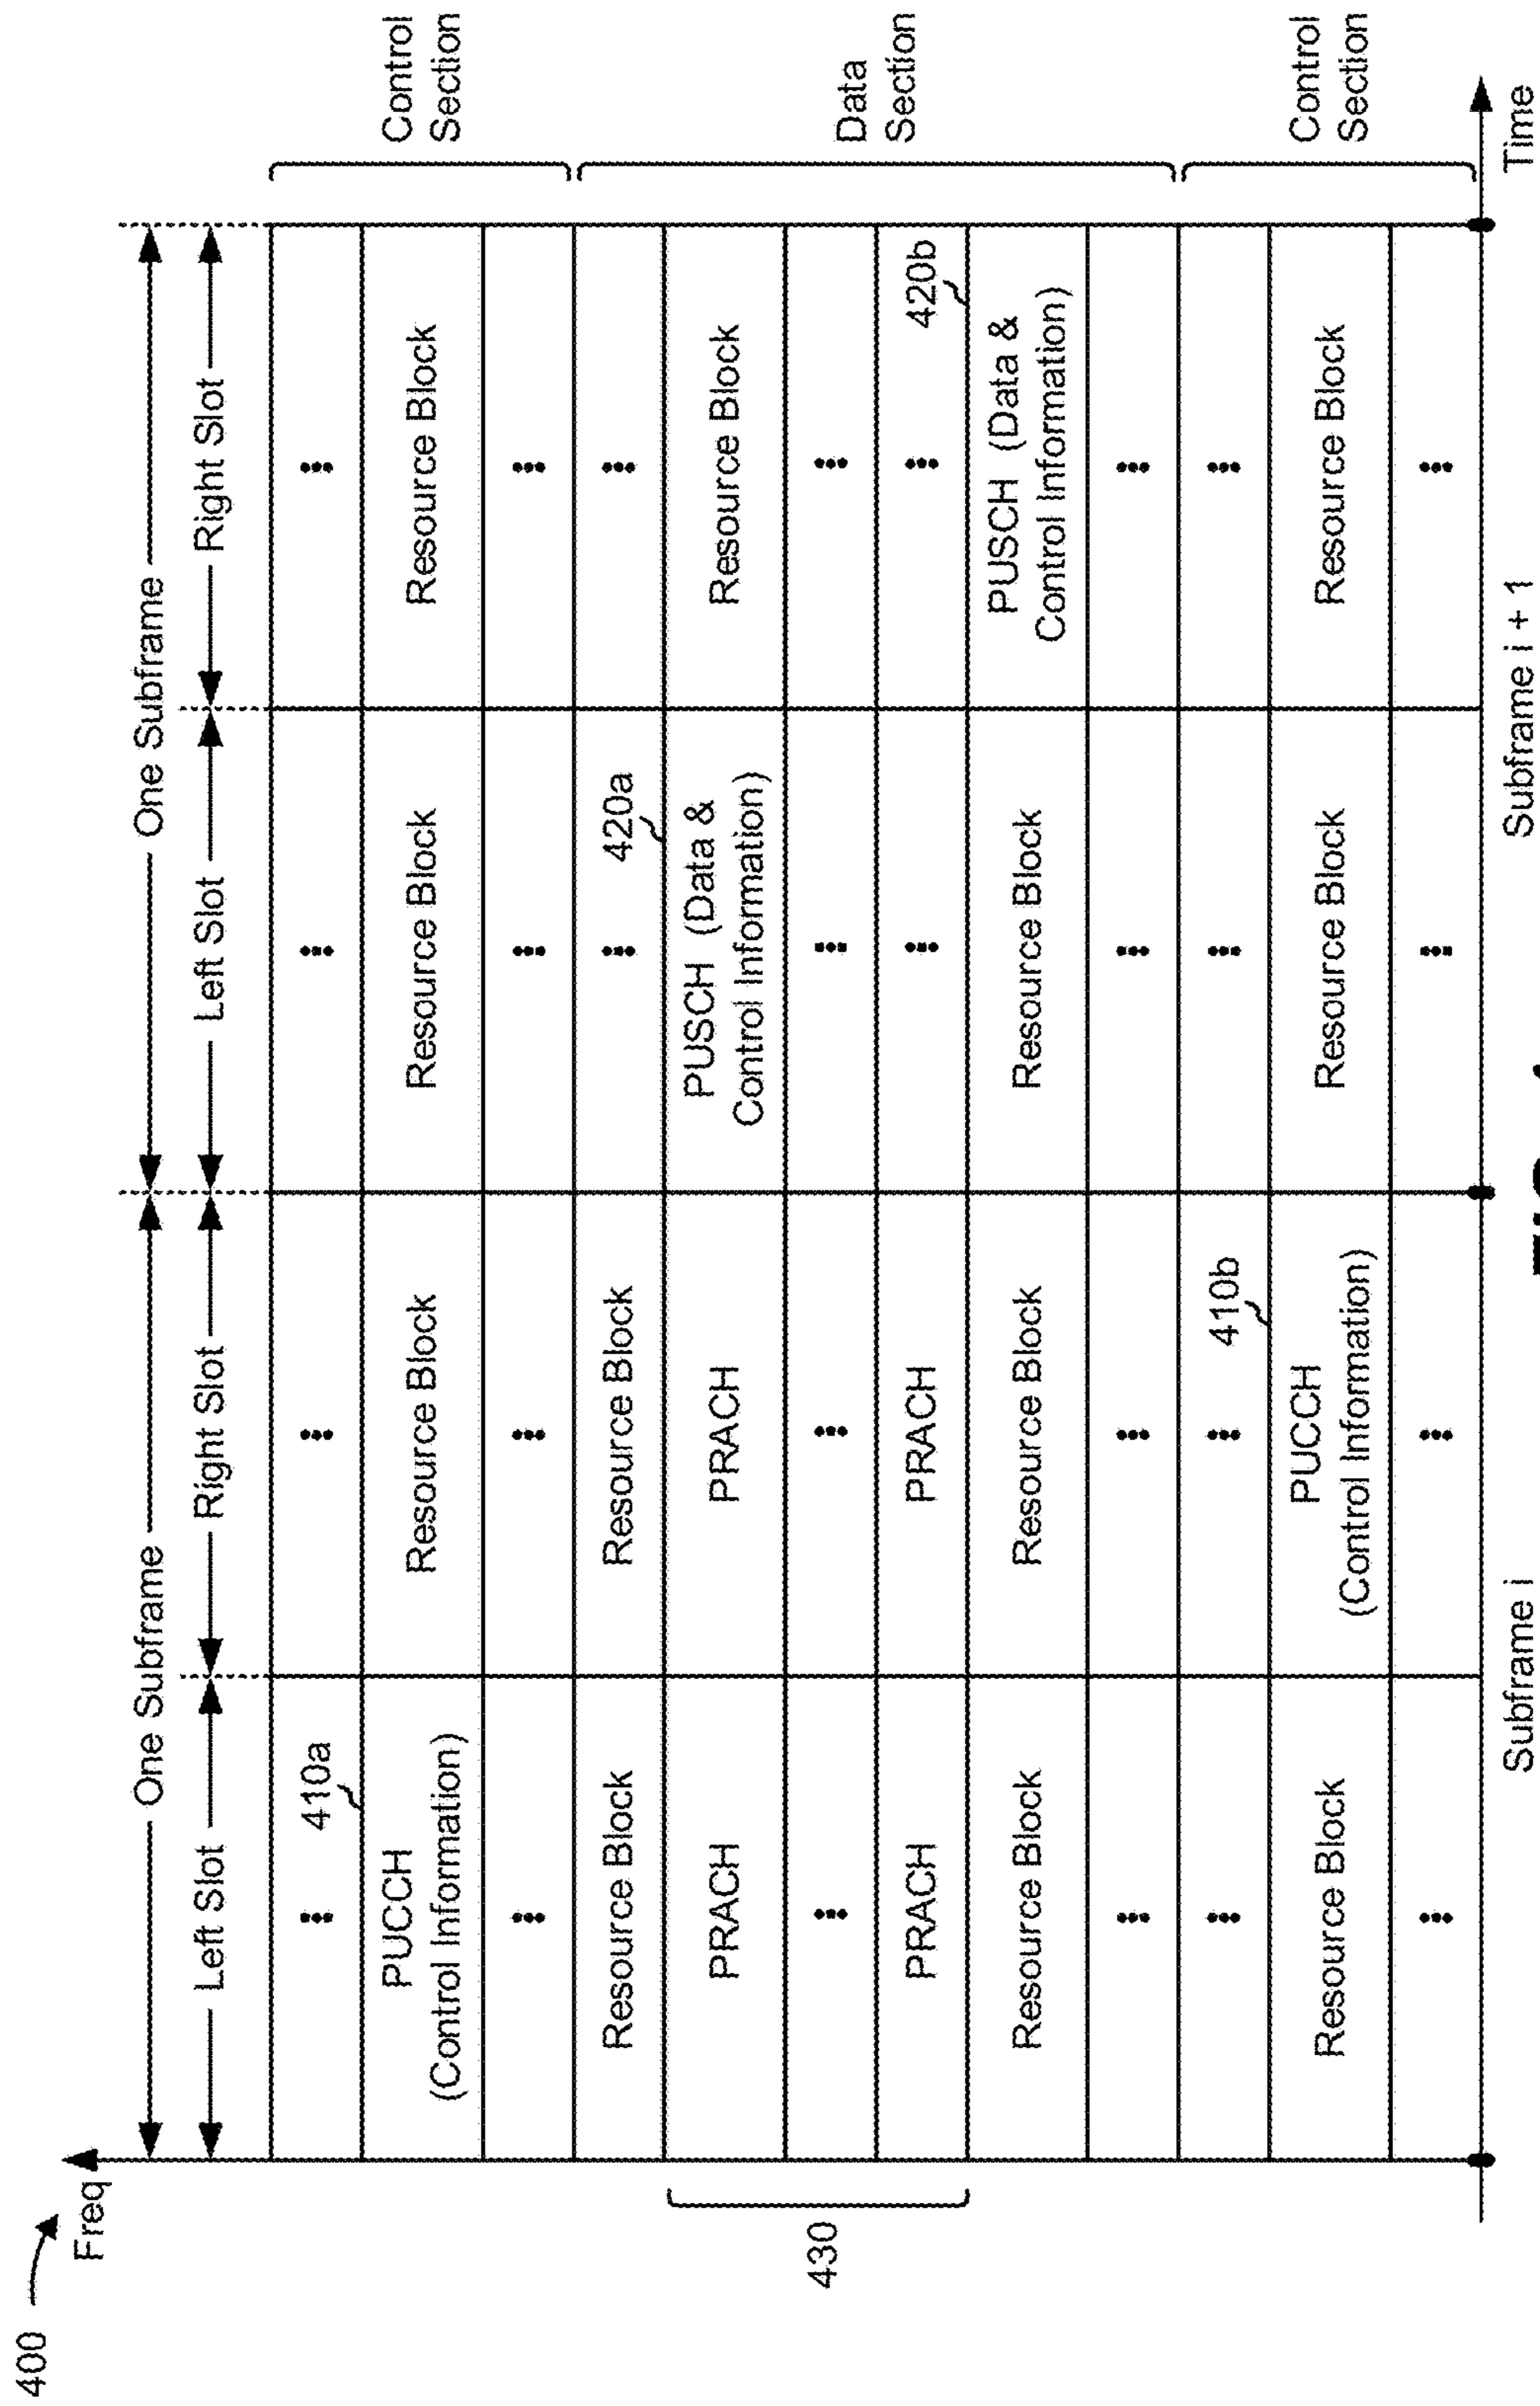 400
Freq
One Subframe
One Subframe
Left Slot
Right Slot
Left Slot
Right Slot
410a
PUCCH
(Control Information)
Resource Block
Resource Block
Resource Block
Control
Section
Resource Block
Resource Block
420a
430
PRACH
PRACH
PUSCH (Data &
Control Information)
Resource Block
Data
Section
PRACH
PRACH
420b
Resource Block
Resource Block
Resource Block
PUSCH (Data &
Control Information)
410b
Resource Block
PUCCH
(Control Information)
Resource Block
Resource Block
Control
Section
Subframe i
Subframe i + 1
Time